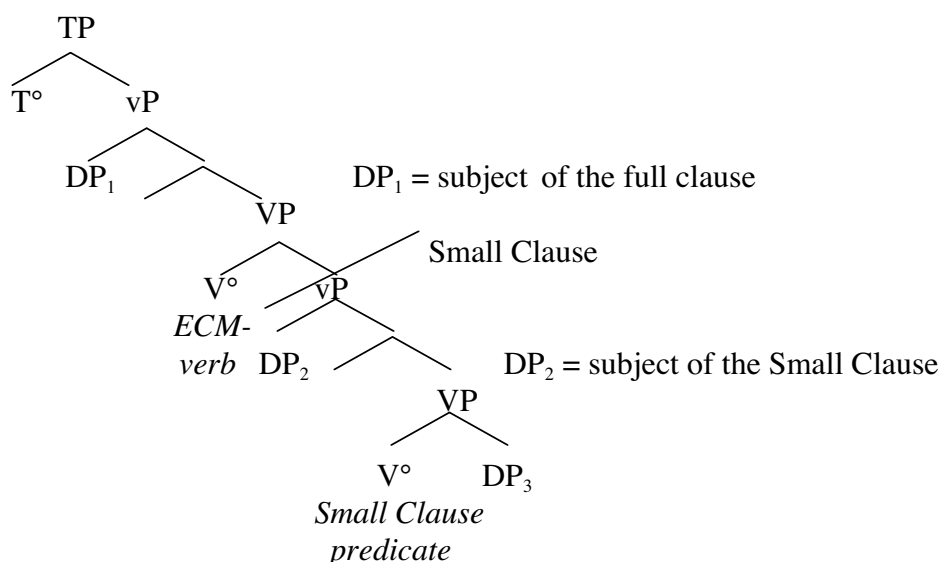 TP
T° vP
DP₁ DP₁ = subject of the full clause
VP
Small Clause
V° vP
ECM-
verb DP₂ DP₂ = subject of the Small Clause
VP
V° DP₃
Small Clause
predicate